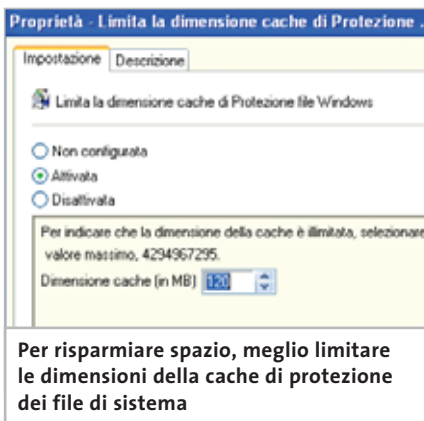 Proprietà - Limita la dimensione cache di Protezione .
Impostazione Descrizione
Limita la dimensione cache di Protezione file Windows
Non configurata
Attivata
Disattivata
Per indicare che la dimensione della cache è illimitata, selezionare
valore massimo, 4294967295.
Dimensione cache (in MB) 120
Per risparmiare spazio, meglio limitare
le dimensioni della cache di protezione
dei file di sistema